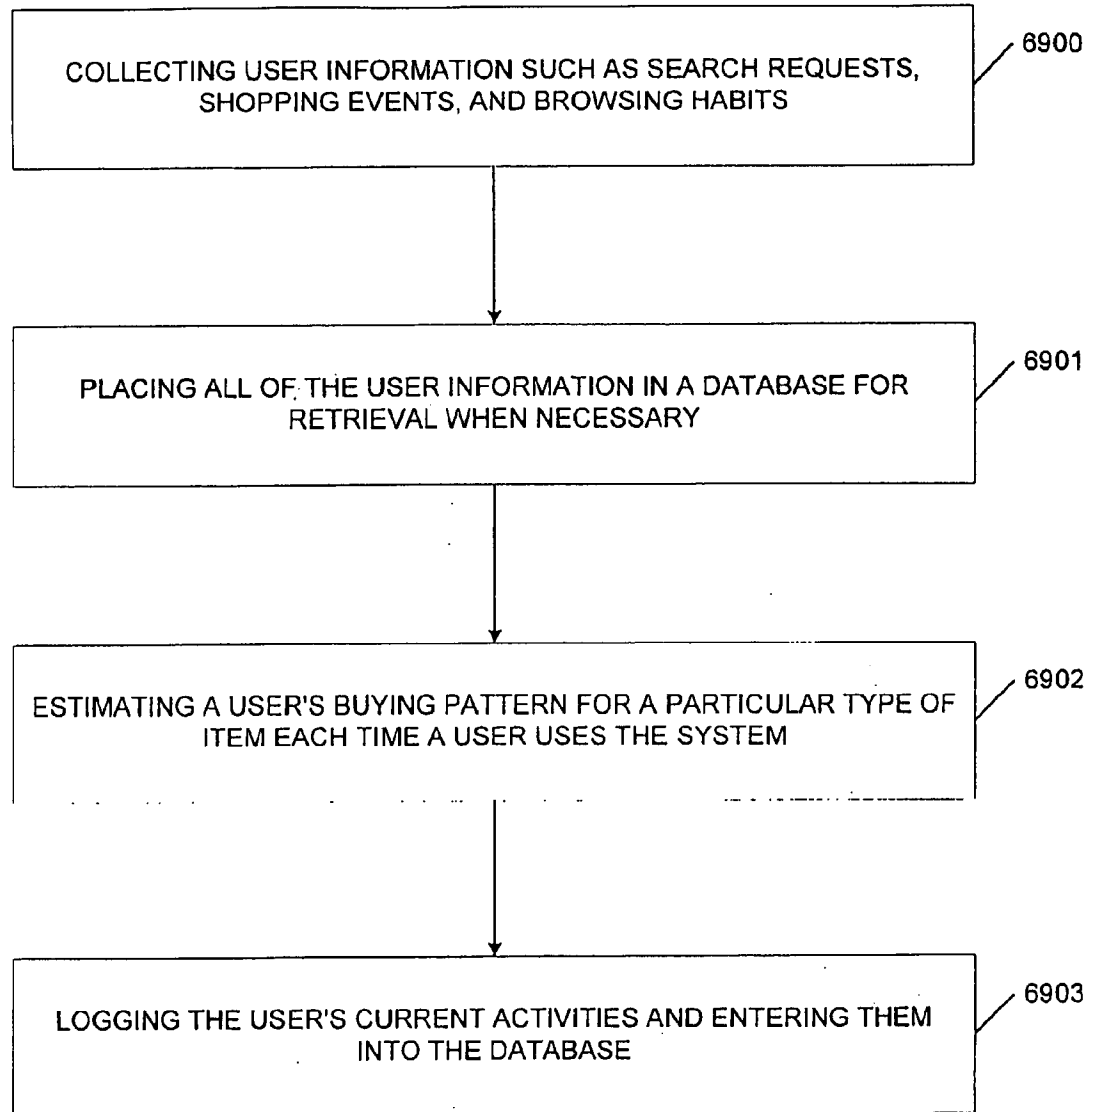 COLLECTING USER INFORMATION SUCH AS SEARCH REQUESTS,
SHOPPING EVENTS, AND BROWSING HABITS
6900
PLACING ALL OF THE USER INFORMATION IN A DATABASE FOR
RETRIEVAL WHEN NECESSARY
6901
ESTIMATING A USER'S BUYING PATTERN FOR A PARTICULAR TYPE OF
ITEM EACH TIME A USER USES THE SYSTEM
6902
LOGGING THE USER'S CURRENT ACTIVITIES AND ENTERING THEM
INTO THE DATABASE
6903